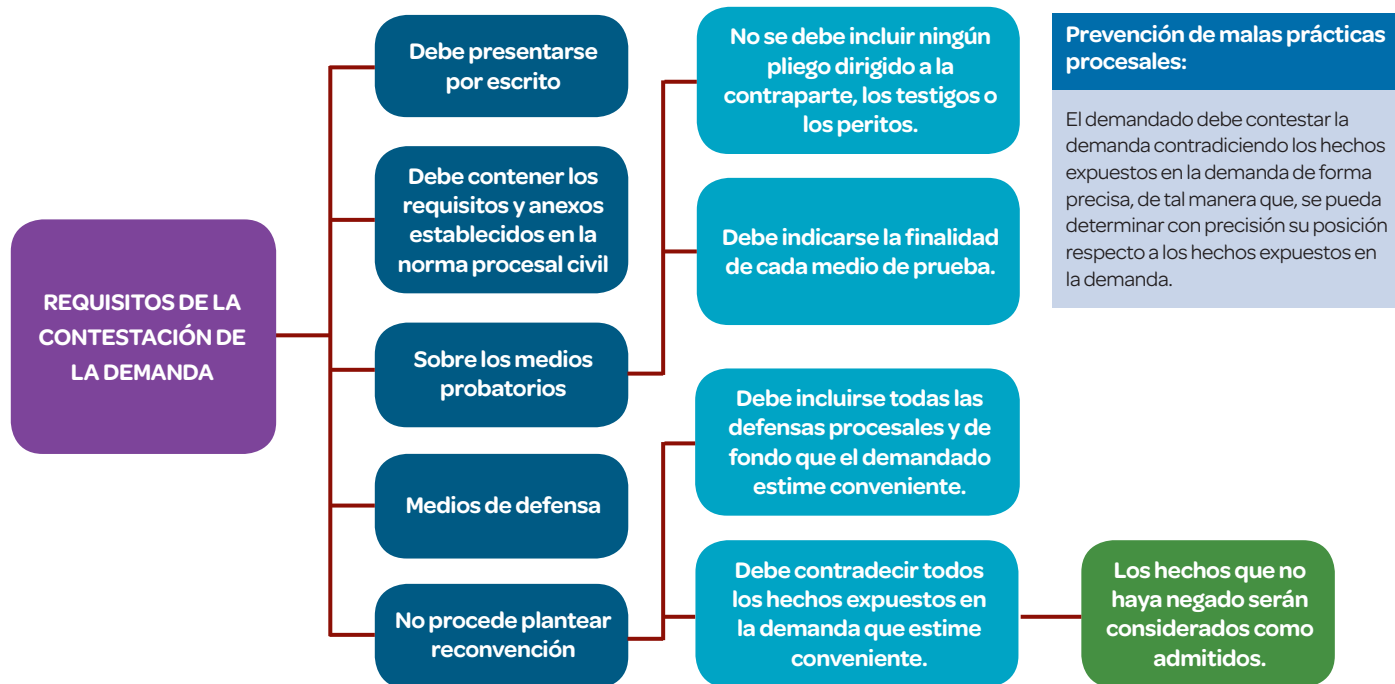 REQUISITOS DE LA
CONTESTACIÓN DE
LA DEMANDA
Debe presentarse
por escrito
Debe contener los
requisitos y anexos
establecidos en la
norma procesal civil
Sobre los medios
probatorios
Medios de defensa
No procede plantear
reconvención
No se debe incluir ningún
pliego dirigido a la
contraparte, los testigos o
los peritos.
Debe indicarse la finalidad
de cada medio de prueba.
Debe incluirse todas las
defensas procesales y de
fondo que el demandado
estime conveniente.
Debe contradecir todos
los hechos expuestos en
la demanda que estime
conveniente.
Los hechos que no
haya negado serán
considerados como
admitidos.
Prevención de malas prácticas
procesales:
El demandado debe contestar la
demanda contradiciendo los hechos
expuestos en la demanda de forma
precisa, de tal manera que, se pueda
determinar con precisión su posición
respecto a los hechos expuestos en
la demanda.